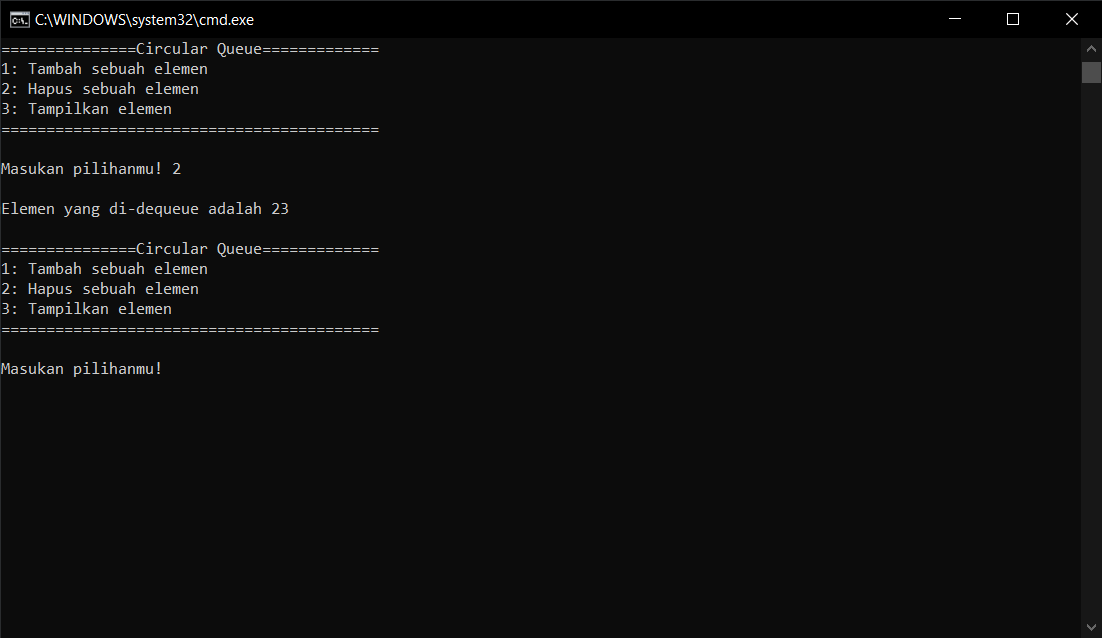 C:\WINDOWS\system32\cmd.exe
===============Circular Queue=============
1: Tambah sebuah elemen
2: Hapus sebuah elemen
3: Tampilkan elemen
==========================================
Masukan pilihanmu! 2
Elemen yang di-dequeue adalah 23
===============Circular Queue=============
1: Tambah sebuah elemen
2: Hapus sebuah elemen
3: Tampilkan elemen
==========================================
Masukan pilihanmu!